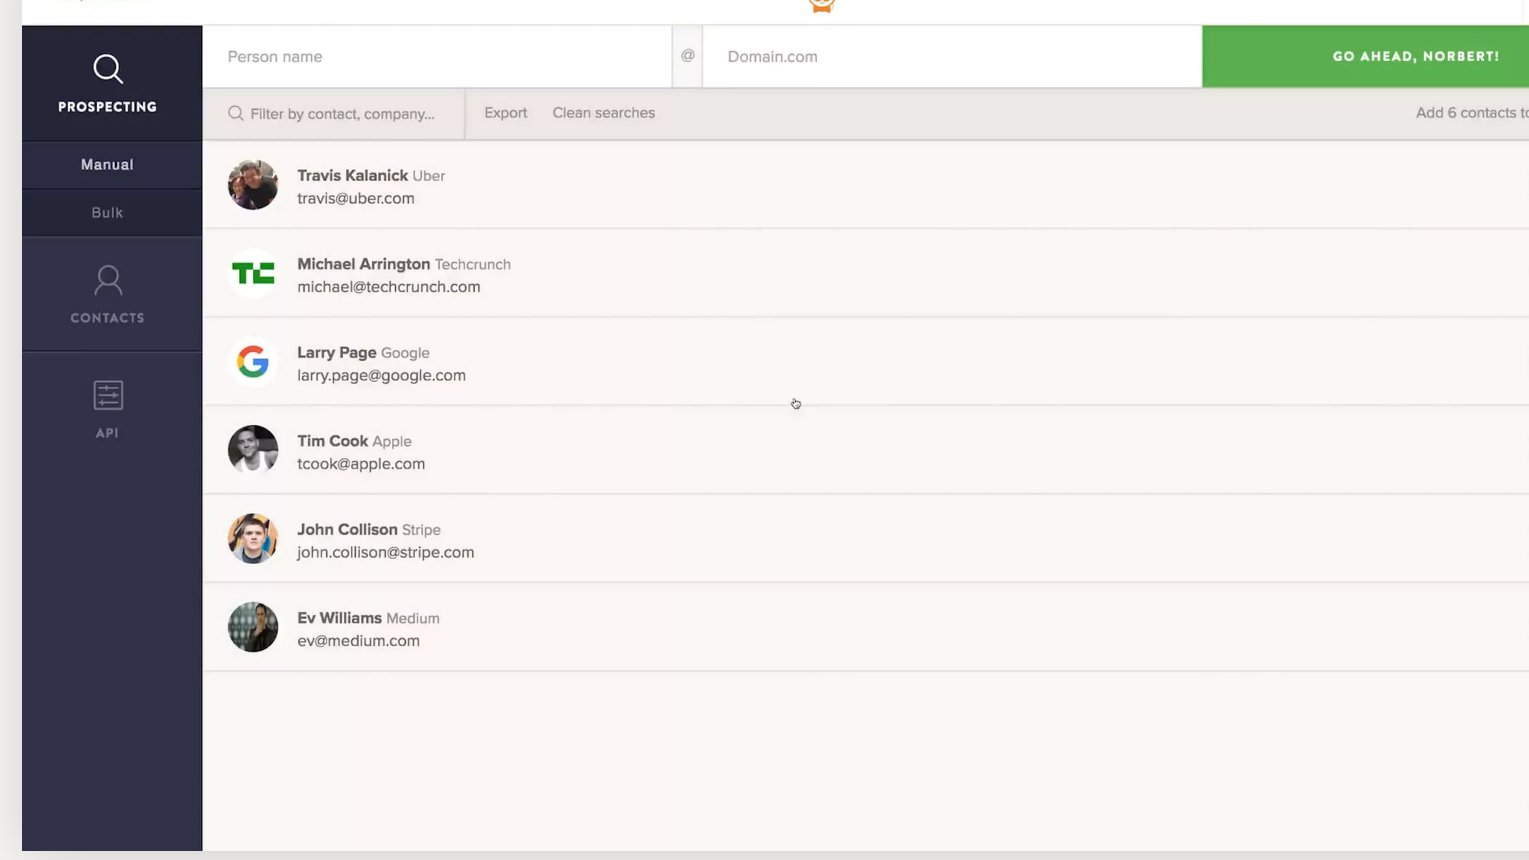 Person name
@
Domain.com
GO AHEAD, NORBERT!
PROSPECTING
Filter by contact, company...
Export
Clean searches
Add 6 contacts to
Manual
Bulk
CONTACTS
API
Travis Kalanick Uber
travis@uber.com
TC
Michael Arrington Techcrunch
michael@techcrunch.com
G
Larry Page Google
larry.page@google.com
Tim Cook Apple
tcook@apple.com
John Collison Stripe
john.collison@stripe.com
Ev Williams Medium
ev@medium.com